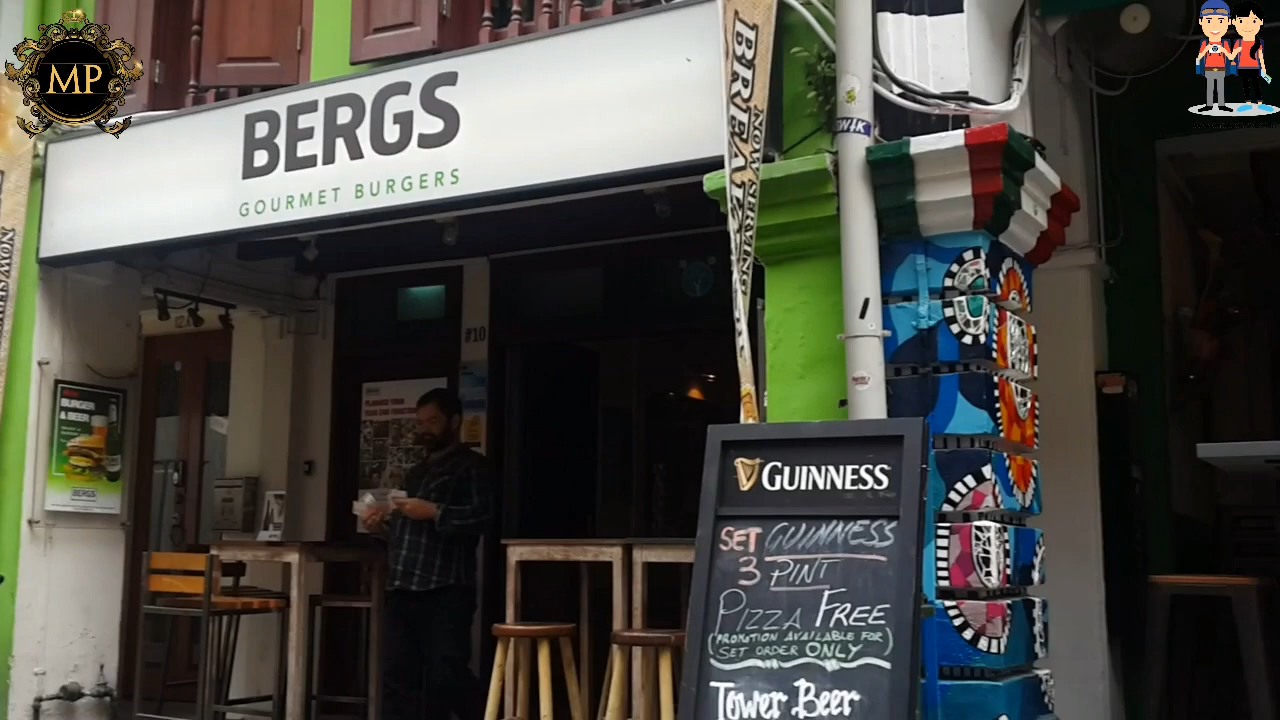 MP
BERGS
GOURMET BURGERS
NOW SERVING
BREAK
#10
BURGER
& BEER
BERGS
GUINNESS
SET GUINNESS
3 PINT
PIZZA FREE
(PROMOTION AVAILABLE FOR)
SET ORDER ONLY
Tower Beer